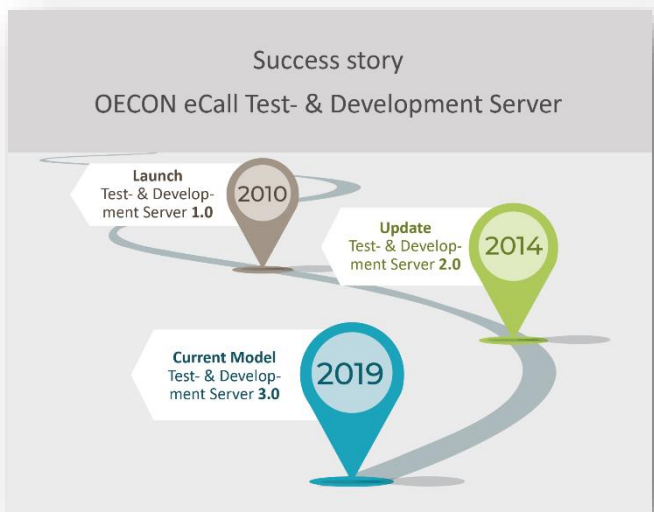 Success story
OECON eCall Test- & Development Server
Launch
Test- & Develop-
ment Server 1.0
2010
Update
Test- & Develop-
ment Server 2.0
2014
Current Model
Test- & Develop-
ment Server 3.0
2019